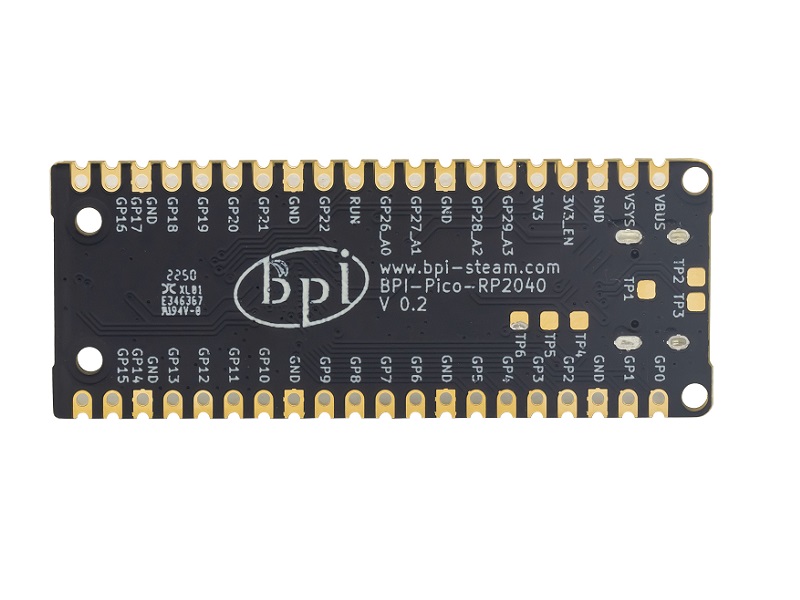 GP16
GP17
GND
GP18
GP19
GP20
GP21
GND
GP22
RUN
GP26_A0
GP27_A1
GND
GP28_A2
GP29_A3
3V3
3V3_EN
GND
VSYS
VBUS
2250
XL01
E346367
94V-0
bpi
www.bpi-steam.com
BPI-Pico-RP2040
V 0.2
TP1
TP2
TP3
TP6
TP5
TP4
GP15
GP14
GND
GP13
GP12
GP11
GP10
GND
GP9
GP8
GP7
GP6
GND
GP5
GP4
GP3
GP2
GND
GP1
GP0